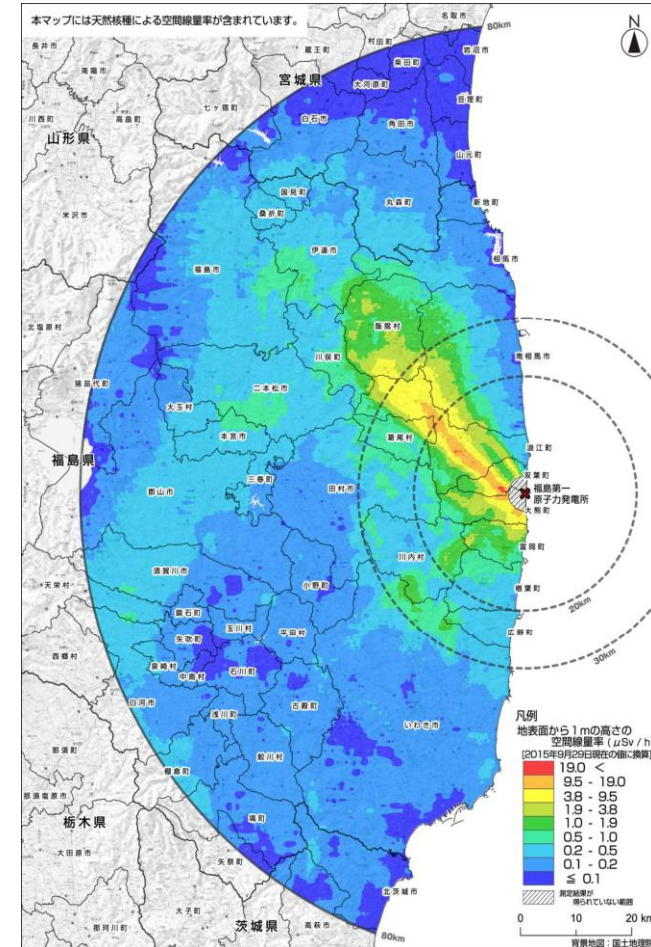 本マップには天然核種による空間線量率が含まれています。
N
名取市
80km
岩沼市
村田町
柴田町
蔵王町
長井市
南陽市
宮城県
大河原町
亘理町
七ヶ宿町
川西町
高畠町
白石市
角田市
山形県
山元町
国見町
丸森町
新地町
米沢市
桑折町
伊達市
相馬市
福島市
飯舘村
北塩原村
川俣町
南相馬市
猪苗代町
二本松市
大玉村
本宮市
葛尾村
浪江町
福島県
三春町
双葉町
郡山市
田村市
福島第一
原子力発電所
大熊町
富岡町
川内村
須賀川市
小野町
天栄村
楢葉町
20km
鏡石町
玉川村
平田村
広野町
矢吹町
西郷村
泉崎村
石川町
30km
中島村
白河市
古殿町
浅川町
いわき市
鮫川村
棚倉町
那須町
那須塩原市
塙町
栃木県
大田原市
矢祭町
北茨城市
大子町
那珂川町
高萩市
茨城県
80km
凡例
地表面から1mの高さの
空間線量率 (μSv / h)
[2015年9月29日現在の値に換算]
19.0 <
9.5 - 19.0
3.8 - 9.5
1.9 - 3.8
1.0 - 1.9
0.5 - 1.0
0.2 - 0.5
0.1 - 0.2
≦ 0.1
測定結果が
得られていない範囲
0 10 20 km
背景地図：国土地理院